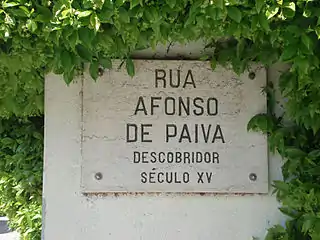 RUA
AFONSO
DE PAIVA
DESCOBRIDOR
SÉCULO XV